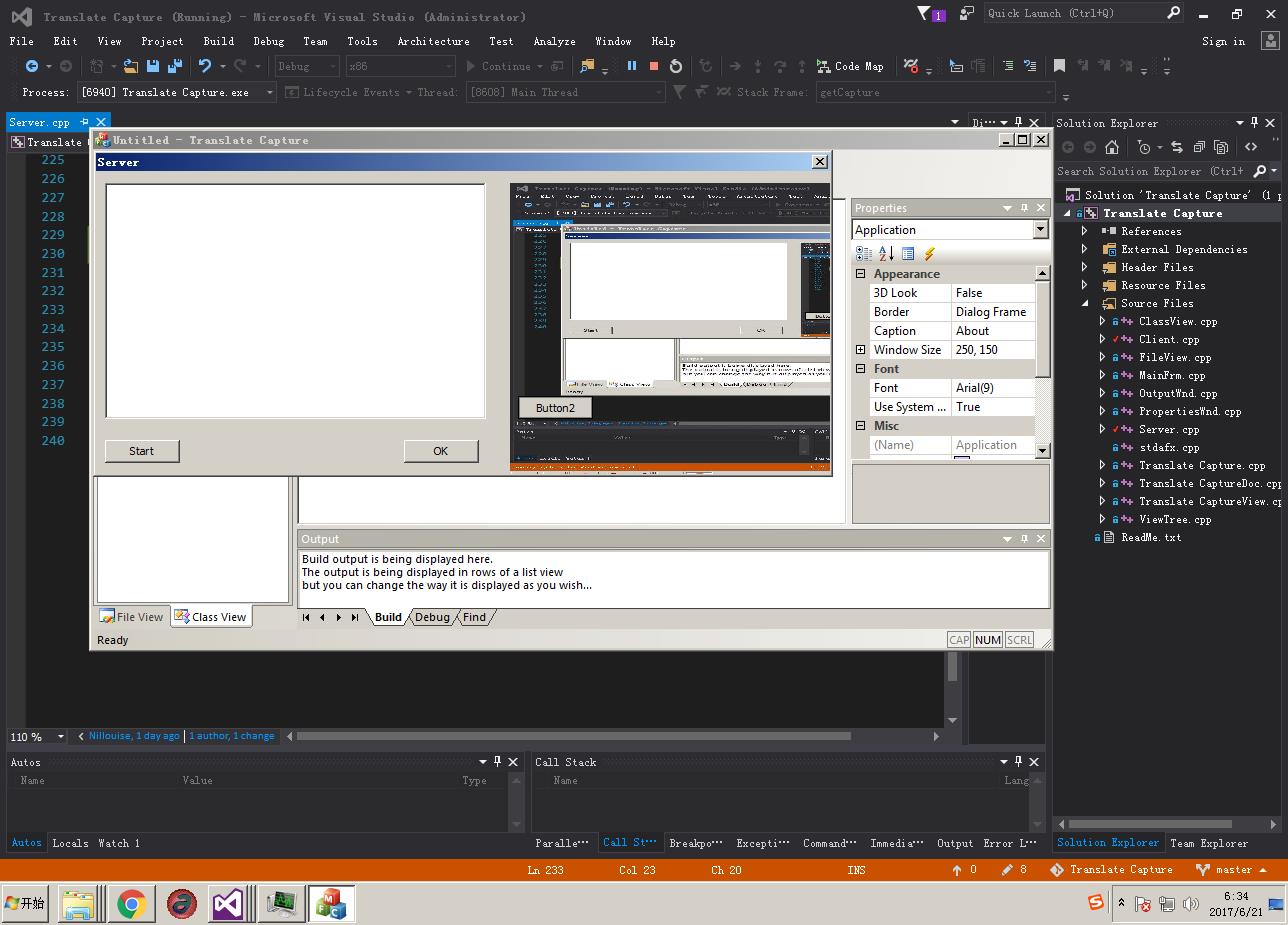 Translate Capture (Running) - Microsoft Visual Studio (Administrator)
1
Quick Launch (Ctrl+Q)
File Edit View Project Build Debug Team Tools Architecture Test Analyze Window Help
Sign in
Debug x86 Continue Code Map
Process: [6940] Translate Capture.exe Lifecycle Events Thread: [8608] Main Thread Stack Frame: getCapture
Server.cpp
Di…
Translate
Untitled - Translate Capture
Server
225
226
227
228
229
230
231
232
233
234
235
236
237
238
239
240
Start
OK
Button2
Properties
Application
Appearance
3D Look False
Border Dialog Frame
Caption About
Window Size 250, 150
Font
Font Arial(9)
Use System ... True
Misc
(Name) Application
File View Class View
Output
Build output is being displayed here.
The output is being displayed in rows of a list view
but you can change the way it is displayed as you wish...
Build Debug Find
Ready
CAP NUM SCRL
Solution Explorer
Search Solution Explorer (Ctrl+
Solution 'Translate Capture' (1 p
Translate Capture
References
External Dependencies
Header Files
Resource Files
Source Files
ClassView.cpp
Client.cpp
FileView.cpp
MainFrm.cpp
OutputWnd.cpp
PropertiesWnd.cpp
Server.cpp
stdafx.cpp
Translate Capture.cpp
Translate CaptureDoc.cpp
Translate CaptureView.cp
ViewTree.cpp
ReadMe.txt
110 % Nillouise, 1 day ago 1 author, 1 change
Autos
Name Value Type
Autos Locals Watch 1
Call Stack
Name Lang
Paralle… Call St… Breakpo… Excepti… Command… Immedia… Output Error L…
Solution Explorer Team Explorer
Ln 233 Col 23 Ch 20 INS 0 8 Translate Capture master
开始
6:34
2017/6/21